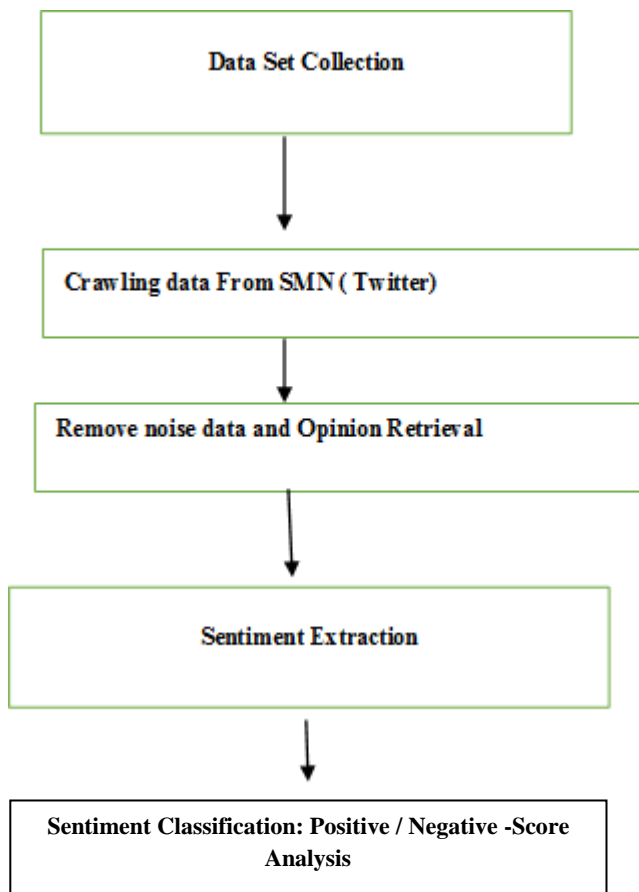 Data Set Collection
Crawling data From SMN ( Twitter)
Remove noise data and Opinion Retrieval
Sentiment Extraction
Sentiment Classification: Positive / Negative -Score
Analysis